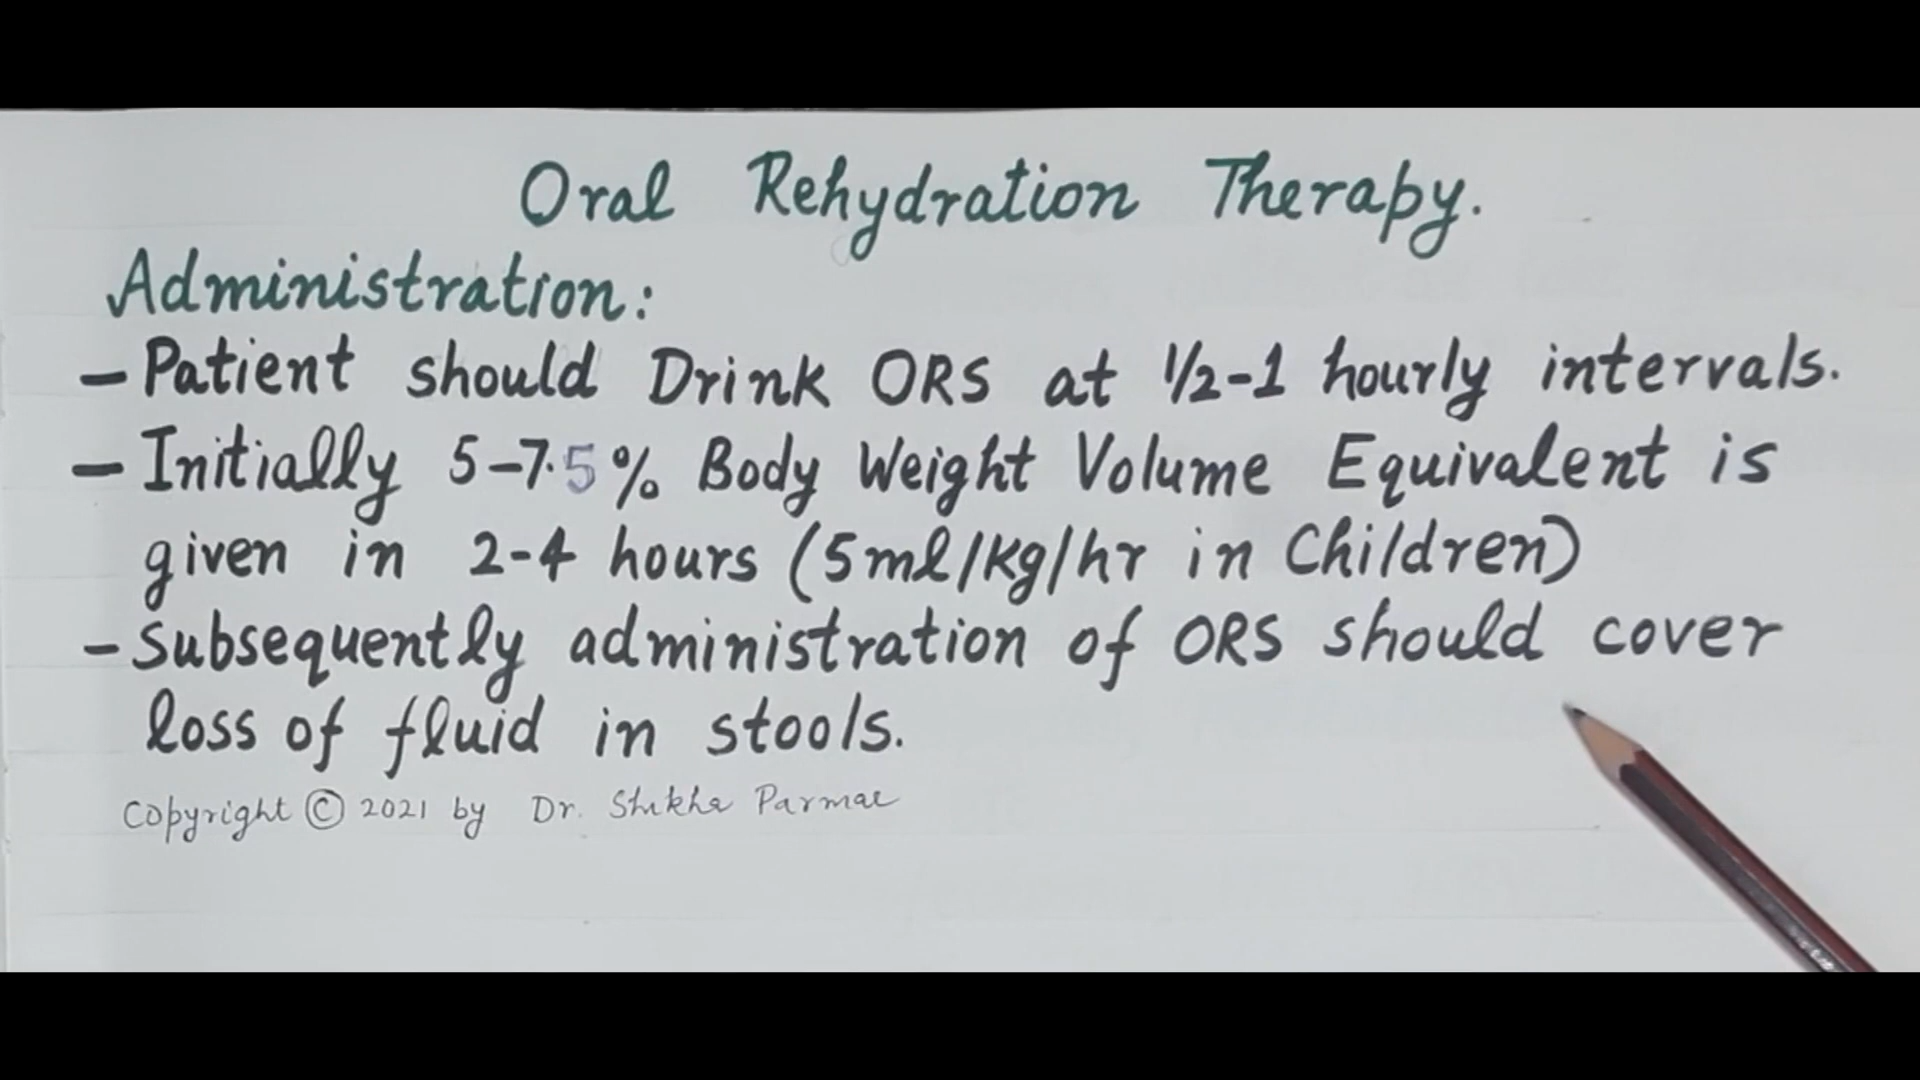 Oral Rehydration Therapy.
Administration:
- Patient should Drink ORS at 1/2-1 hourly intervals.
- Initially 5-7.5% Body Weight Volume Equivalent is
given in 2-4 hours (5ml/kg/hr in Children)
- Subsequently administration of ORS should cover
loss of fluid in stools.
Copyright © 2021 by Dr. Shikha Parmar